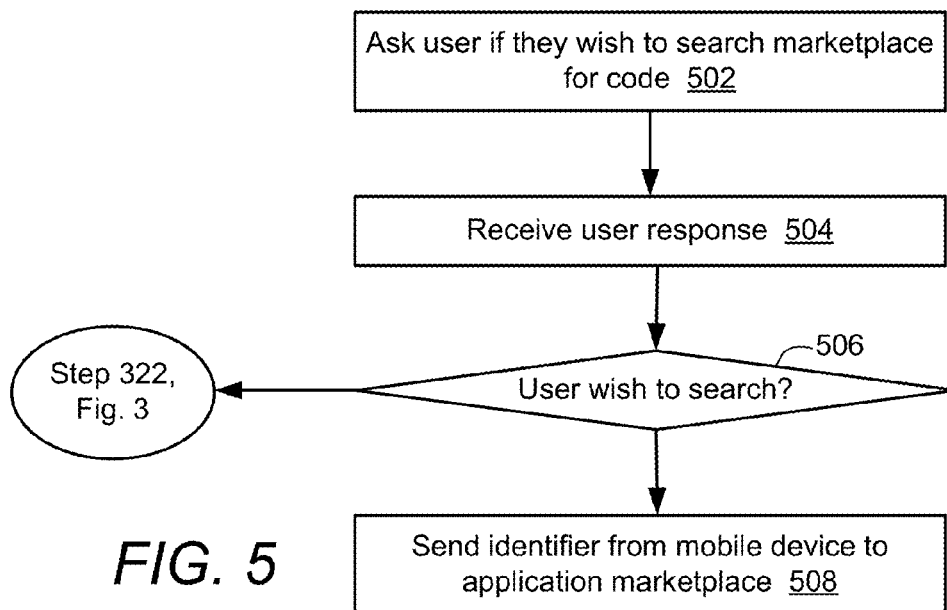 Ask user if they wish to search marketplace
for code 502
Receive user response 504
506
User wish to search?
Step 322,
Fig. 3
Send identifier from mobile device to
application marketplace 508
FIG. 5